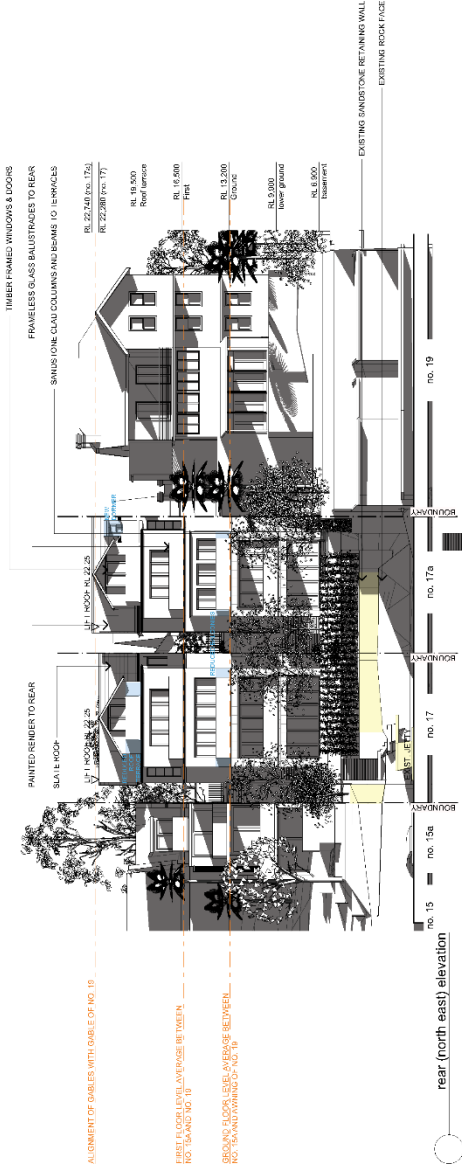 TIMBER FRAMED WINDOWS & DOORS
FRAMELESS GLASS BALUSTRADES TO REAR
SANDSTONE CLAD COLUMNS AND BEAMS TO TERRACES
PAINTED RENDER TO REAR
SLATE ROOF
ALIGNMENT OF GABLES WITH GABLE OF NO. 19
FIRST FLOOR LEVEL AVERAGE BETWEEN
NO. 15A AND NO. 19
GROUND FLOOR LEVEL AVERAGE BETWEEN
NO. 15A AND AWNING OF NO. 19
RL 22,740 (no. 17a)
RL 22,280 (no. 17)
RL 19,500
Roof terrace
RL 16,500
First
RL 13,200
Ground
RL 9,900
lower ground
RL 6,900
basement
EXISTING SANDSTONE RETAINING WALL
EXISTING ROCK FACE
LIFT ROOF RL 22.25
LIFT ROOF RL 22.25
BOUNDARY
BOUNDARY
BOUNDARY
no. 15
no. 15a
no. 17
no. 17a
no. 19
rear (north east) elevation